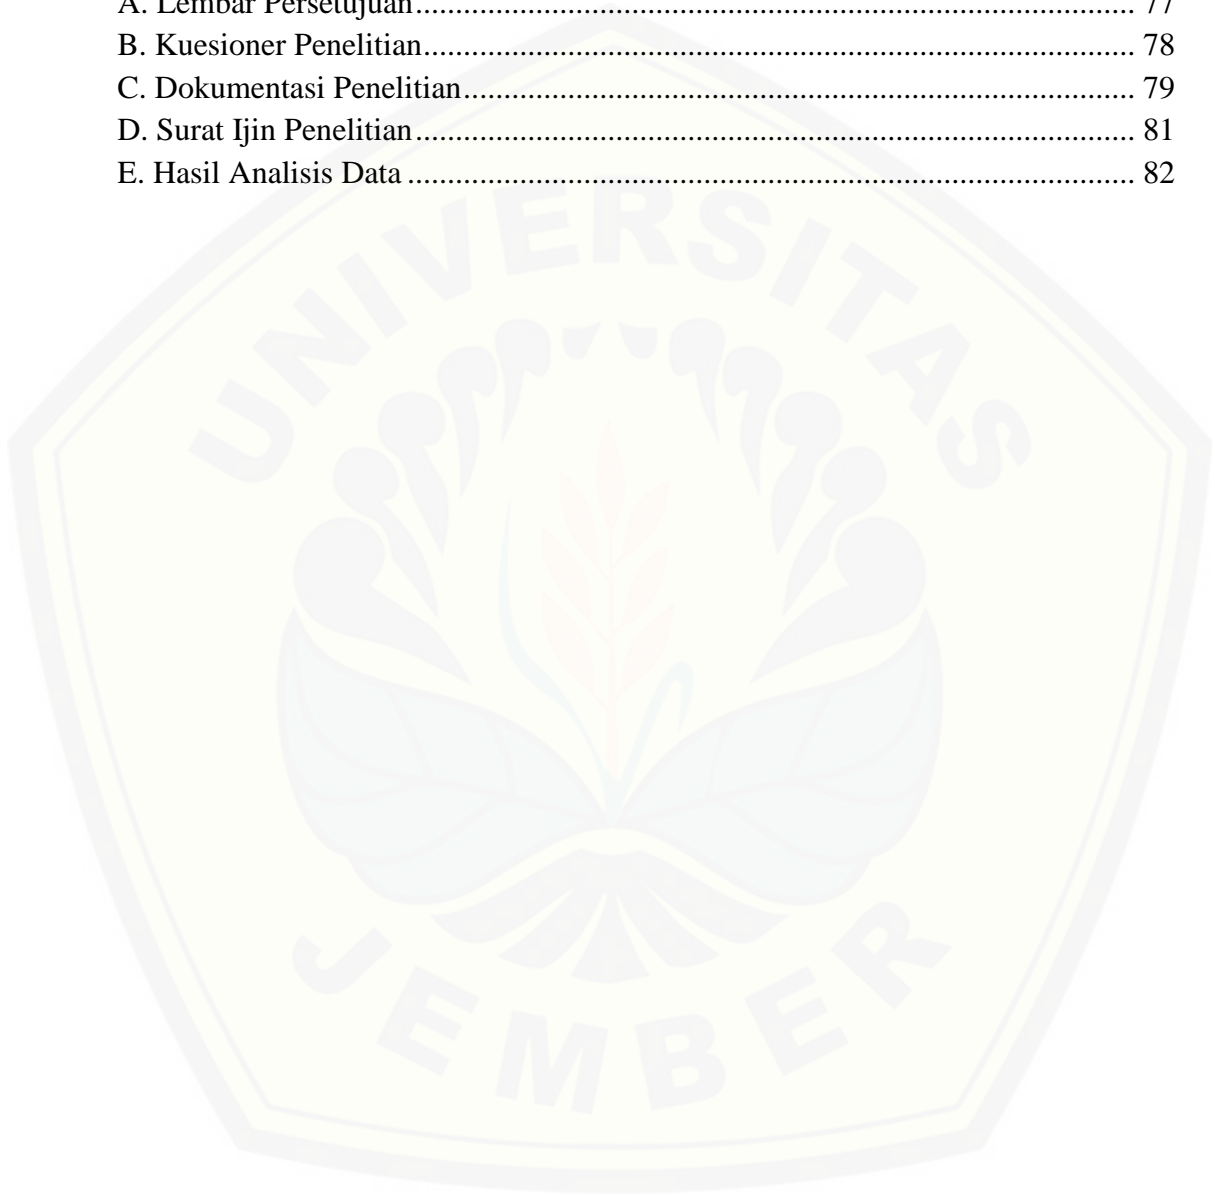 A. Lembar Persetujuan........................................................................................ 77
B. Kuesioner Penelitian....................................................................................... 78
C. Dokumentasi Penelitian.................................................................................. 79
D. Surat Ijin Penelitian........................................................................................ 81
E. Hasil Analisis Data ......................................................................................... 82
UNIVERSITAS
JEMBER